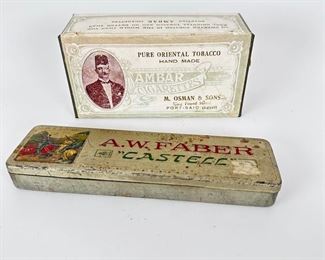 PURE ORIENTAL TOBACCO
HAND MADE
AMBAR
CIGARETTES
M. OSMAN & SONS
PORT-SAID
A.W. FABER
"CASTELL"